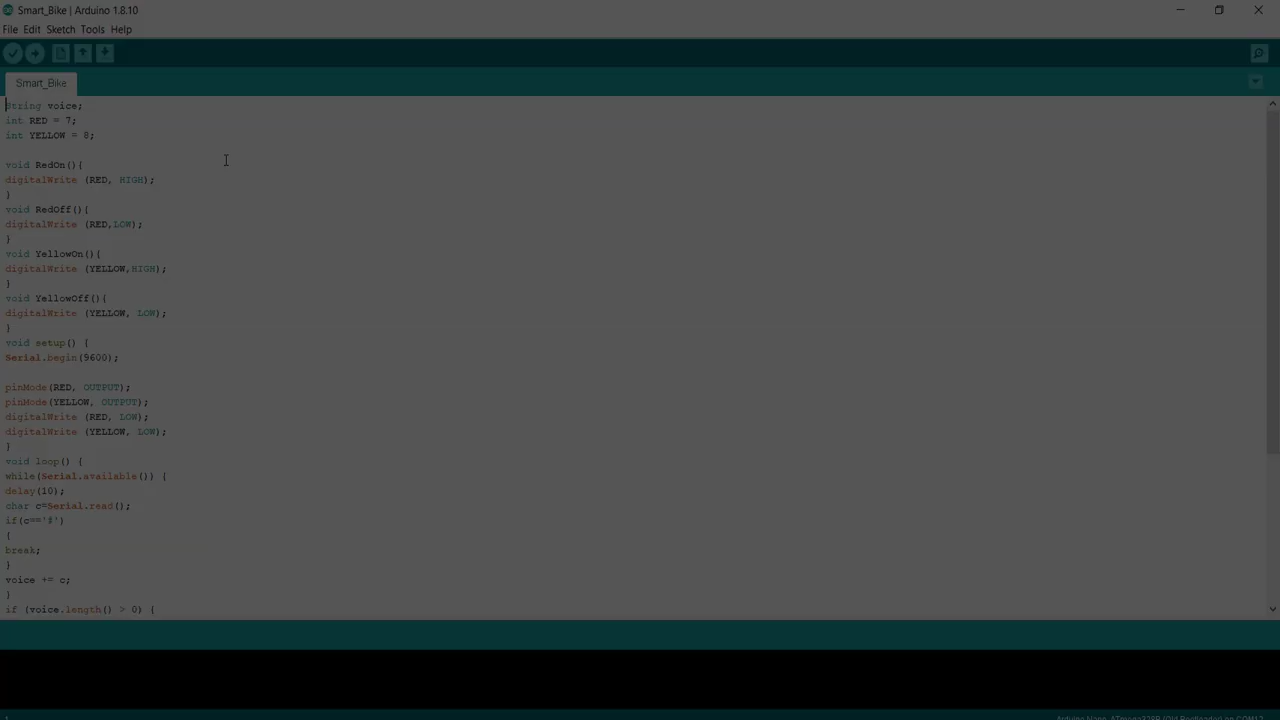 Smart_Bike | Arduino 1.8.10
File Edit Sketch Tools Help
Smart_Bike
String voice;
int RED = 7;
int YELLOW = 8;
void RedOn(){
digitalWrite (RED, HIGH);
}
void RedOff(){
digitalWrite (RED,LOW);
}
void YellowOn(){
digitalWrite (YELLOW,HIGH);
}
void YellowOff(){
digitalWrite (YELLOW, LOW);
}
void setup() {
Serial.begin(9600);
pinMode(RED, OUTPUT);
pinMode(YELLOW, OUTPUT);
digitalWrite (RED, LOW);
digitalWrite (YELLOW, LOW);
}
void loop() {
while(Serial.available()) {
delay(10);
char c=Serial.read();
if(c=='#')
{
break;
}
voice += c;
}
if (voice.length() > 0) {